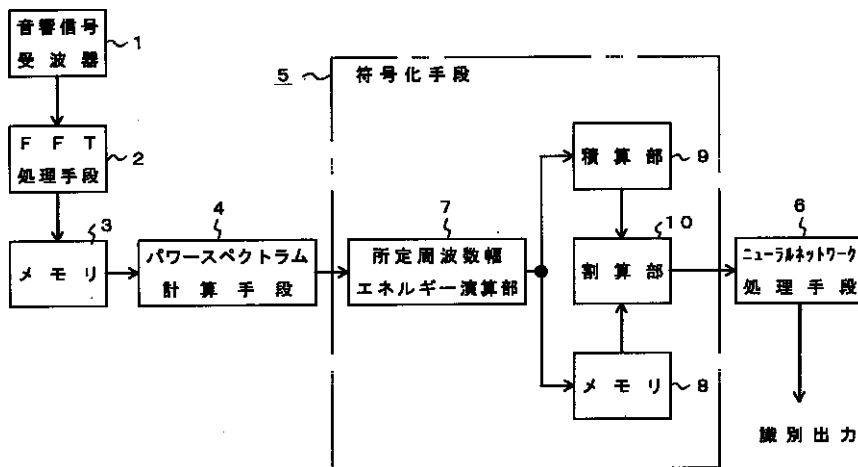 音響信号
受波器
1
FFT
処理手段
2
3
メモリ
4
パワースペクトラム
計算手段
5
符号化手段
7
所定周波数幅
エネルギー演算部
積算部
9
10
割算部
メモリ
8
6
ニューラルネットワーク
処理手段
識別出力